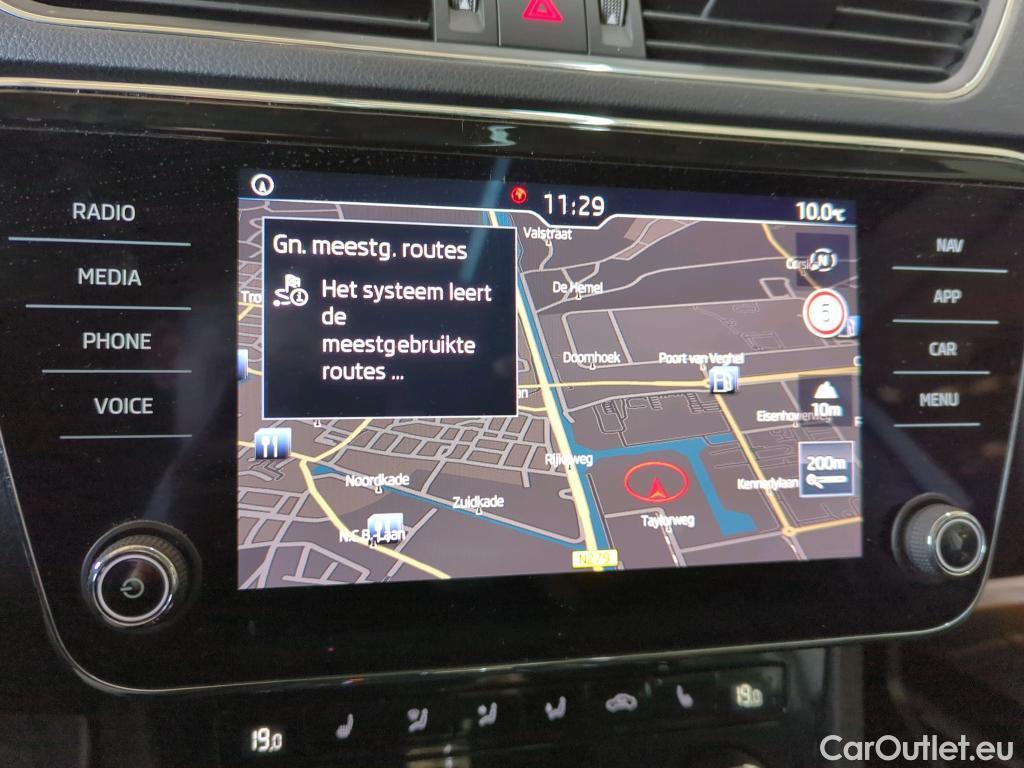 11:29
10.0°C
RADIO
MEDIA
PHONE
VOICE
NAV
APP
CAR
MENU
Gn. meestg. routes
Het systeem leert
de
meestgebruikte
routes ...
Valstraat
De Hemel
Doornhoek
Poort van Veghel
N
5
10m
200m
Rijksweg
Noordkade
Zuidkade
N.C.B.-Laan
Taylorweg
N279
19.0
19.0
CarOutlet.eu